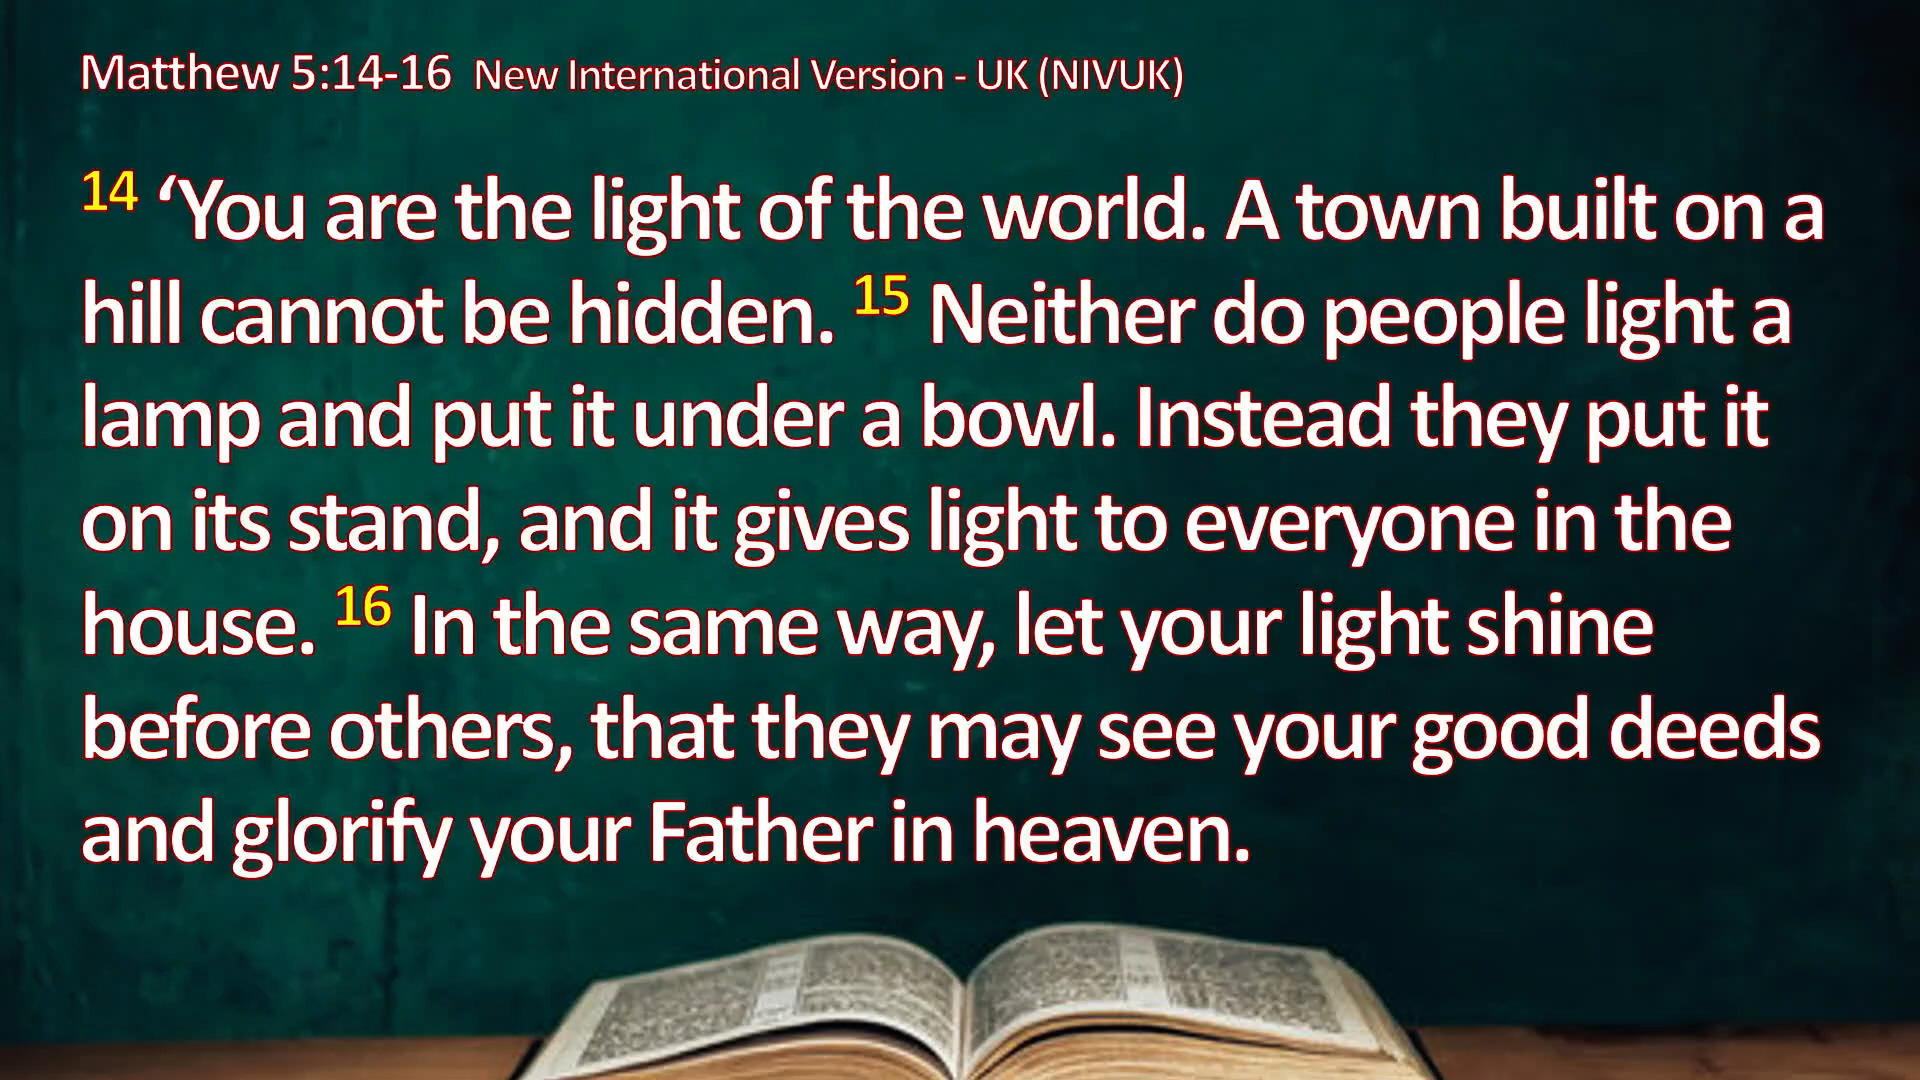 Matthew 5:14-16 New International Version - UK (NIVUK)
14 ‘You are the light of the world. A town built on a
hill cannot be hidden. 15 Neither do people light a
lamp and put it under a bowl. Instead they put it
on its stand, and it gives light to everyone in the
house. 16 In the same way, let your light shine
before others, that they may see your good deeds
and glorify your Father in heaven.